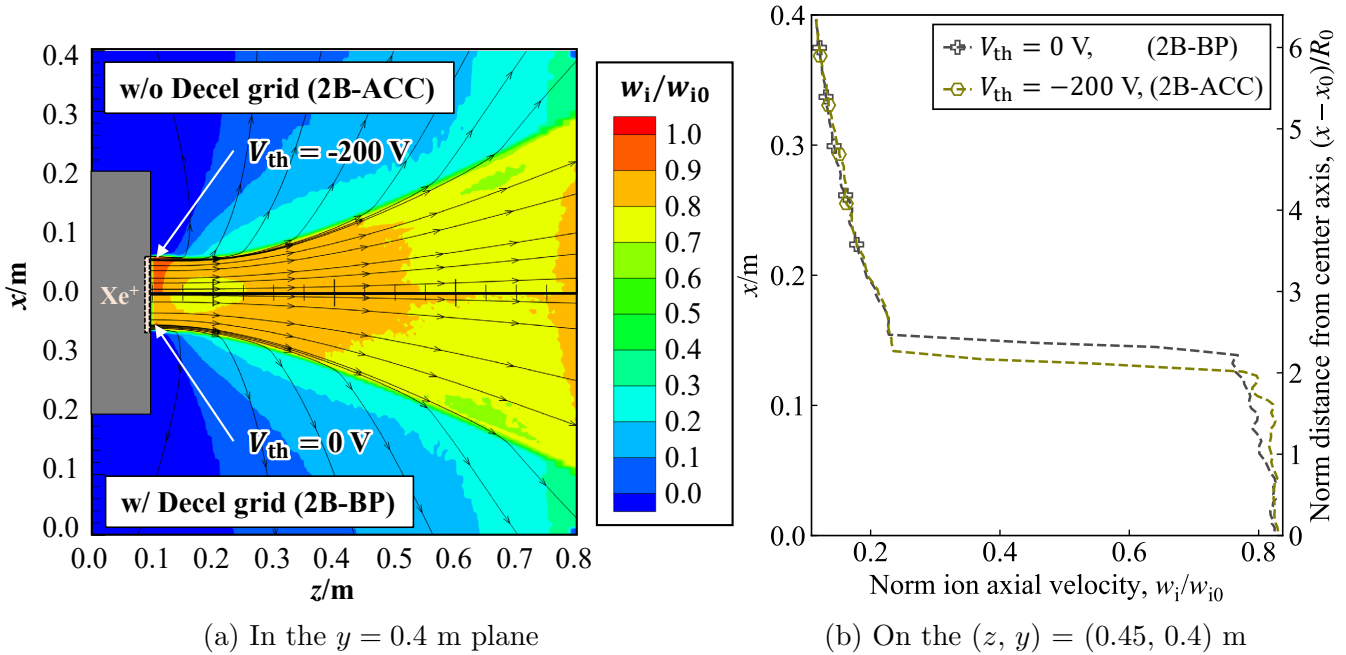 w/o Decel grid (2B-ACC)
V_th = -200 V
Xe⁺
V_th = 0 V
w/ Decel grid (2B-BP)
x/m
0.4
0.3
0.2
0.1
0.0
0.3
0.2
0.1
0.0
0.0 0.1 0.2 0.3 0.4 0.5 0.6 0.7 0.8
z/m
w_i/w_i0
1.0
0.9
0.8
0.7
0.6
0.5
0.4
0.3
0.2
0.1
0.0
(a) In the y = 0.4 m plane
V_th = 0 V, (2B-BP)
V_th = −200 V, (2B-ACC)
x/m
0.4
0.3
0.2
0.1
0.0
0.2 0.4 0.6 0.8
Norm ion axial velocity, w_i/w_i0
6
5
4
3
2
1
0
Norm distance from center axis, (x − x_0)/R_0
(b) On the (z, y) = (0.45, 0.4) m